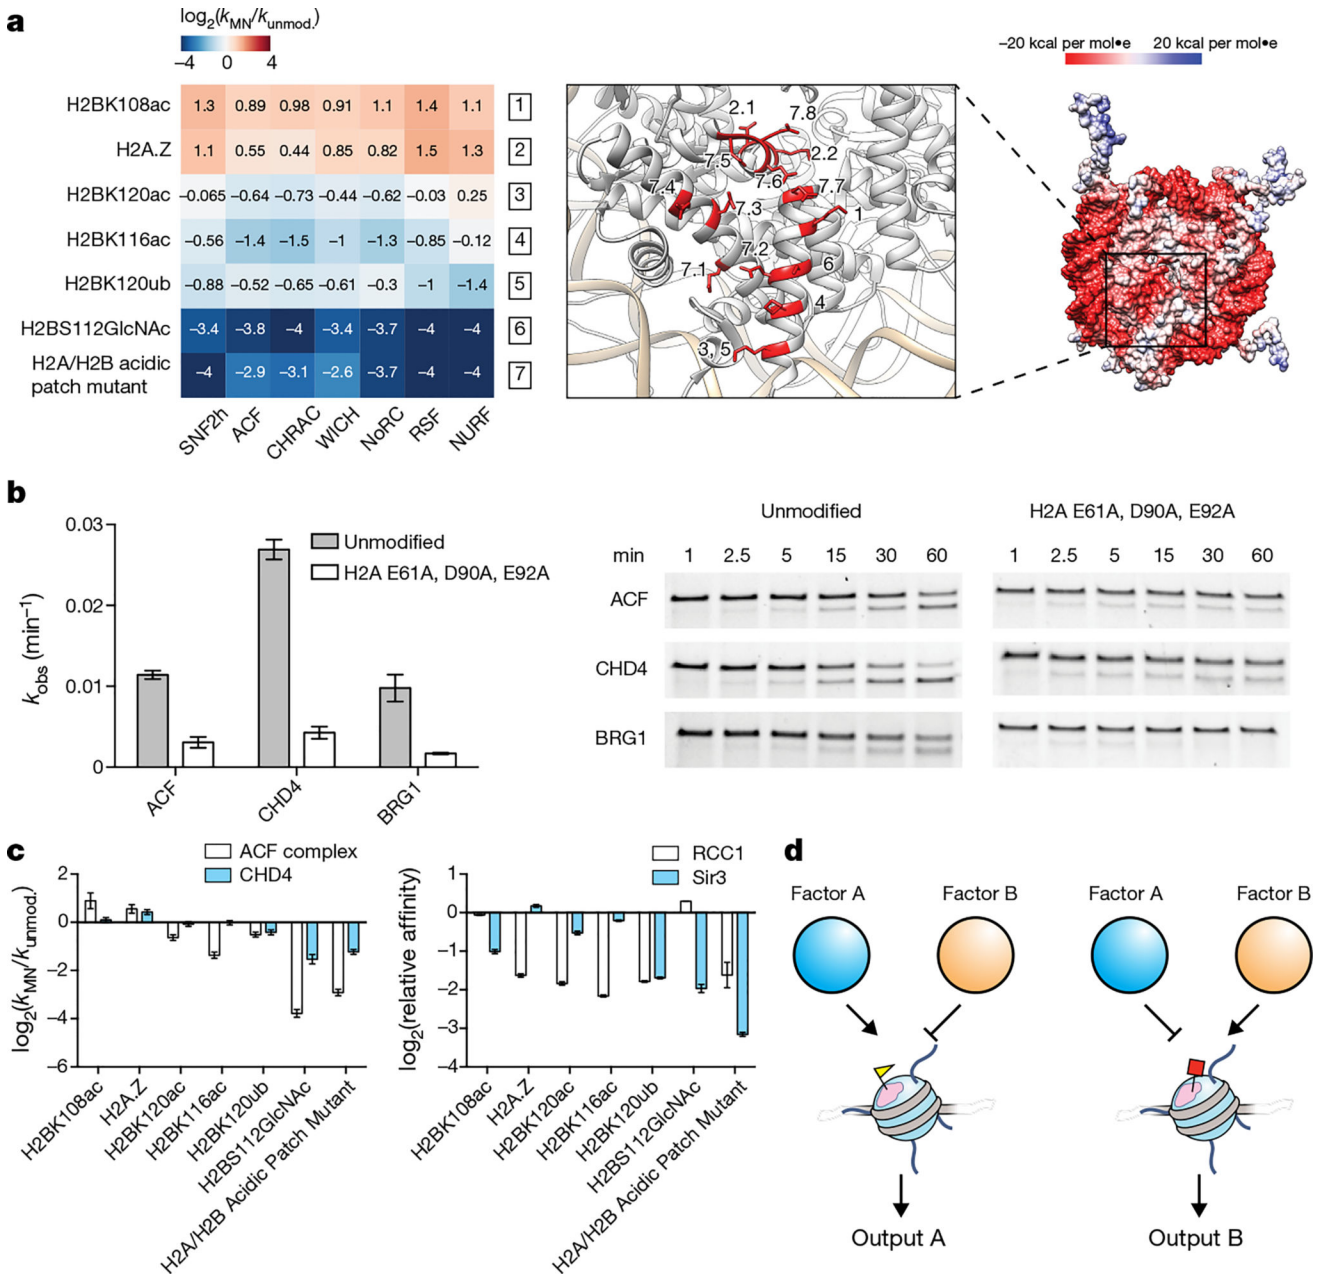 a
log2(kMN/kunmod.)
−4 0 4
H2BK108ac 1.3 0.89 0.98 0.91 1.1 1.4 1.1 1
H2A.Z 1.1 0.55 0.44 0.85 0.82 1.5 1.3 2
H2BK120ac −0.065 −0.64 −0.73 −0.44 −0.62 −0.03 0.25 3
H2BK116ac −0.56 −1.4 −1.5 −1 −1.3 −0.85 −0.12 4
H2BK120ub −0.88 −0.52 −0.65 −0.61 −0.3 −1 −1.4 5
H2BS112GlcNAc −3.4 −3.8 −4 −3.4 −3.7 −4 −4 6
H2A/H2B acidic
patch mutant −4 −2.9 −3.1 −2.6 −3.7 −4 −4 7
SNF2h ACF CHRAC WICH NoRC RSF NURF
2.1 7.8
7.5 2.2
7.6
7.4 7.7
7.3 1
7.2
7.1 6
4
3, 5
−20 kcal per mol•e 20 kcal per mol•e
b
kobs (min−1)
0.03
0.02
0.01
0
Unmodified
H2A E61A, D90A, E92A
ACF CHD4 BRG1
Unmodified H2A E61A, D90A, E92A
min 1 2.5 5 15 30 60 1 2.5 5 15 30 60
ACF
CHD4
BRG1
c
ACF complex
CHD4
log2(kMN/kunmod.)
2
0
−2
−4
−6
H2BK108ac
H2A.Z
H2BK120ac
H2BK116ac
H2BK120ub
H2BS112GlcNAc
H2A/H2B Acidic Patch Mutant
RCC1
Sir3
log2(relative affinity)
1
0
−1
−2
−3
−4
H2BK108ac
H2A.Z
H2BK120ac
H2BK116ac
H2BK120ub
H2BS112GlcNAc
H2A/H2B Acidic Patch Mutant
d
Factor A Factor B Factor A Factor B
Output A Output B